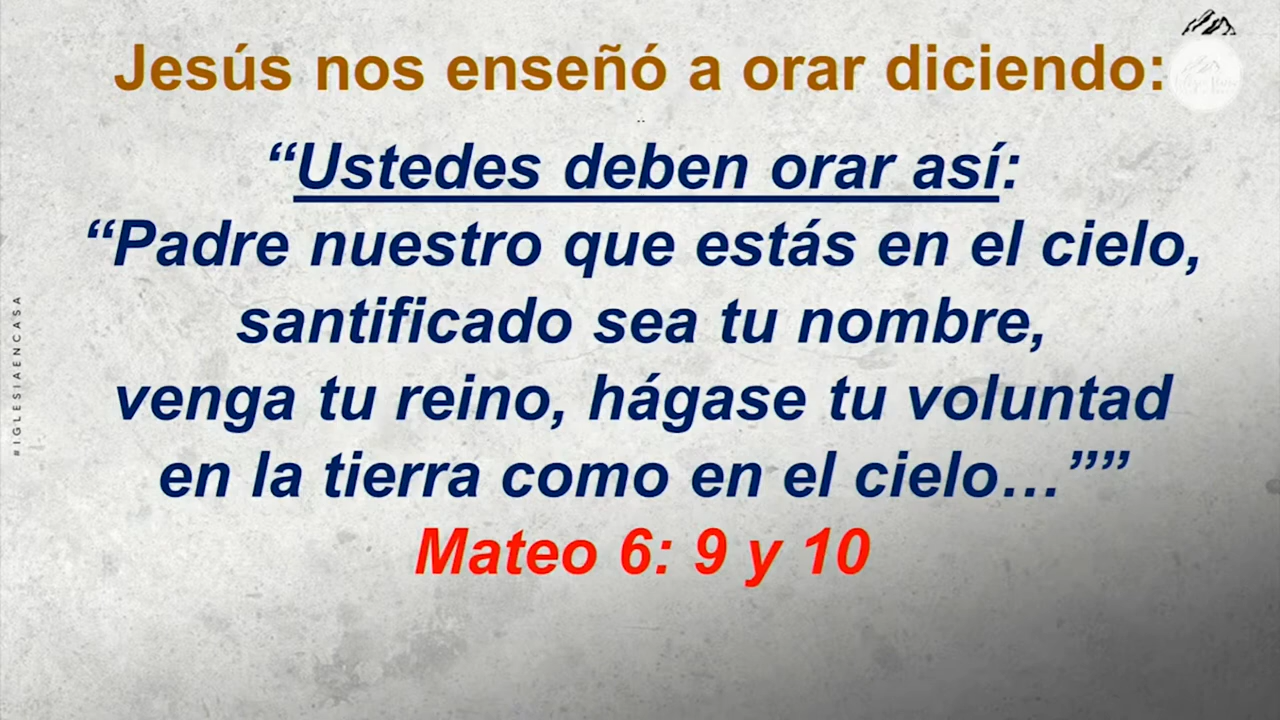 Jesús nos enseñó a orar diciendo:
“Ustedes deben orar así:
“Padre nuestro que estás en el cielo,
santificado sea tu nombre,
venga tu reino, hágase tu voluntad
en la tierra como en el cielo…””
Mateo 6: 9 y 10
#IGLESIAENCASA